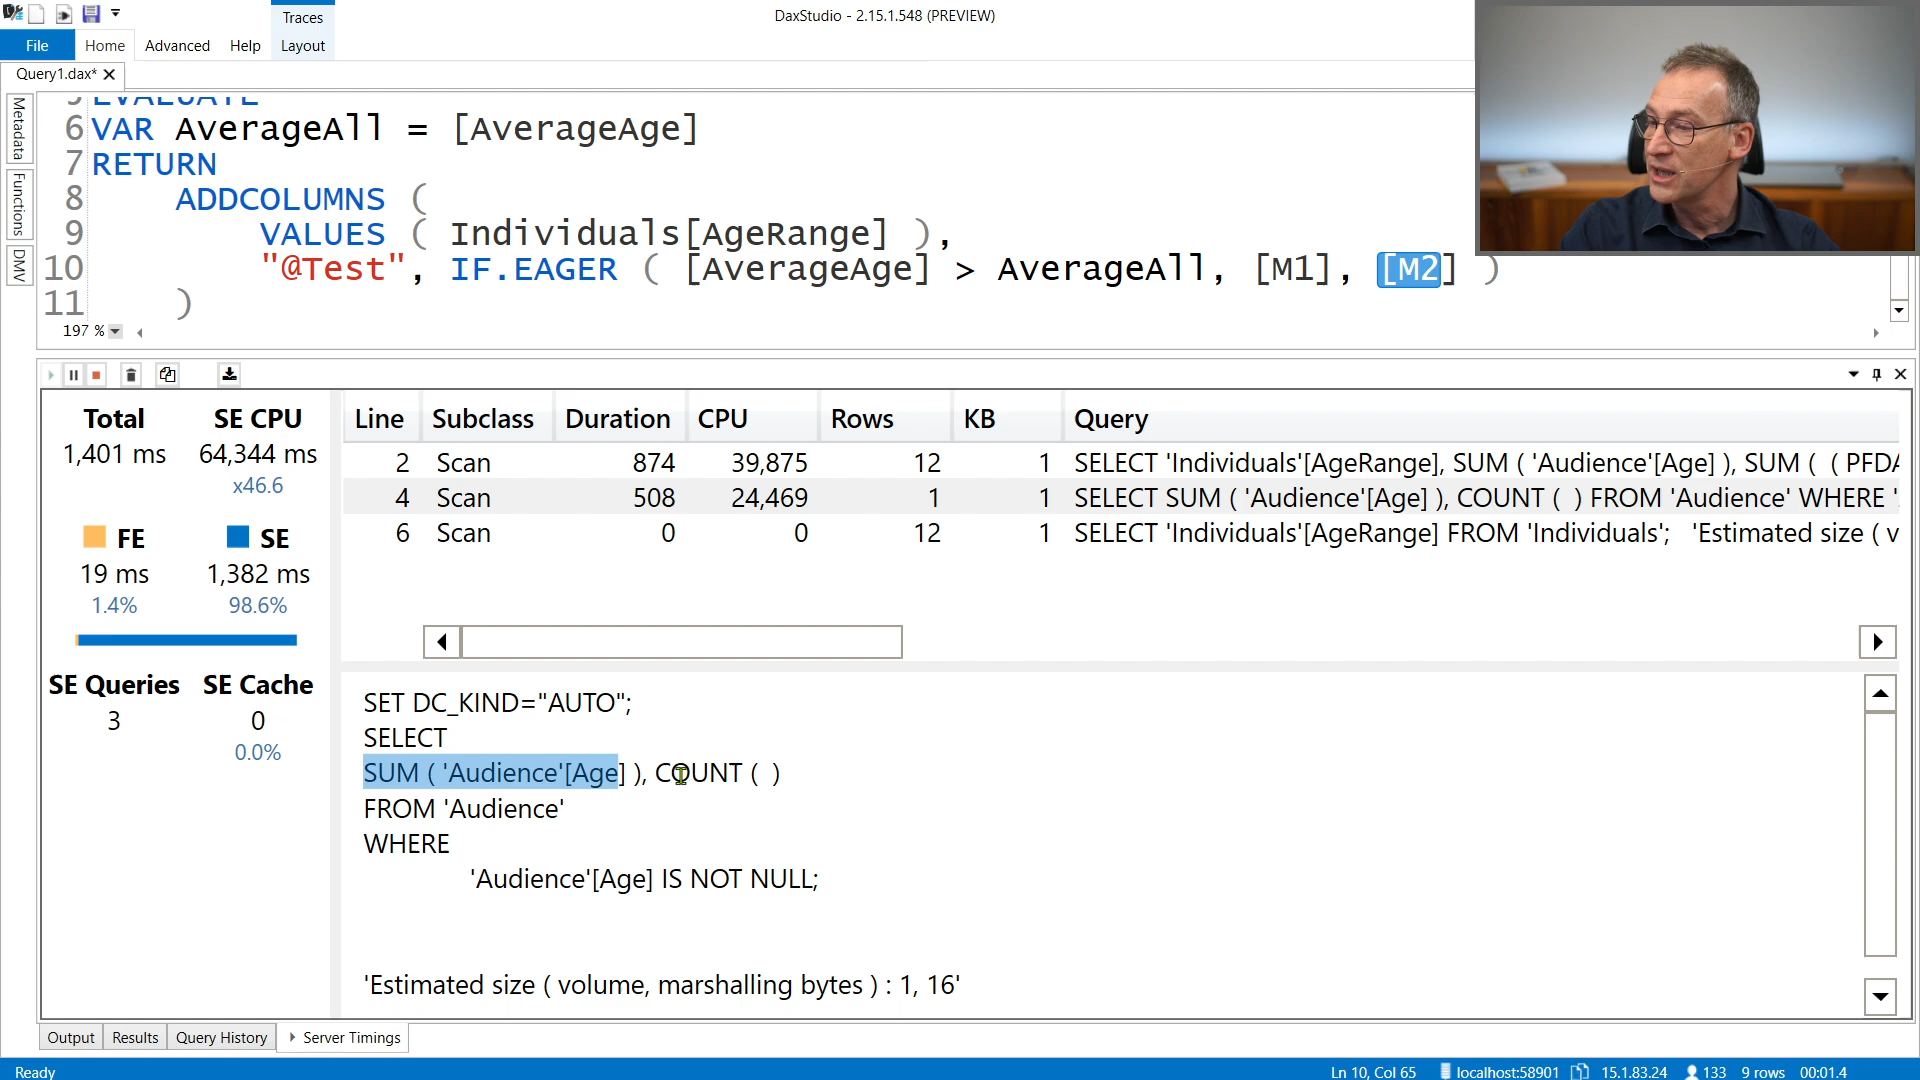 DaxStudio - 2.15.1.548 (PREVIEW)
Traces
File Home Advanced Help Layout
Query1.dax*
Metadata
Functions
DMV
5 EVALUATE
6 VAR AverageAll = [AverageAge]
7 RETURN
8 ADDCOLUMNS (
9 VALUES ( Individuals[AgeRange] ),
10 "@Test", IF.EAGER ( [AverageAge] > AverageAll, [M1], [M2] )
11 )
197 %
Total SE CPU
1,401 ms 64,344 ms
x46.6
FE SE
19 ms 1,382 ms
1.4% 98.6%
SE Queries SE Cache
3 0
0.0%
Line Subclass Duration CPU Rows KB Query
2 Scan 874 39,875 12 1 SELECT 'Individuals'[AgeRange], SUM ( 'Audience'[Age] ), SUM ( ( PFDA
4 Scan 508 24,469 1 1 SELECT SUM ( 'Audience'[Age] ), COUNT ( ) FROM 'Audience' WHERE '
6 Scan 0 0 12 1 SELECT 'Individuals'[AgeRange] FROM 'Individuals'; 'Estimated size ( v
SET DC_KIND="AUTO";
SELECT
SUM ( 'Audience'[Age] ), COUNT ( )
FROM 'Audience'
WHERE
'Audience'[Age] IS NOT NULL;
'Estimated size ( volume, marshalling bytes ) : 1, 16'
Output Results Query History Server Timings
Ready Ln 10, Col 65 localhost:58901 15.1.83.24 133 9 rows 00:01.4